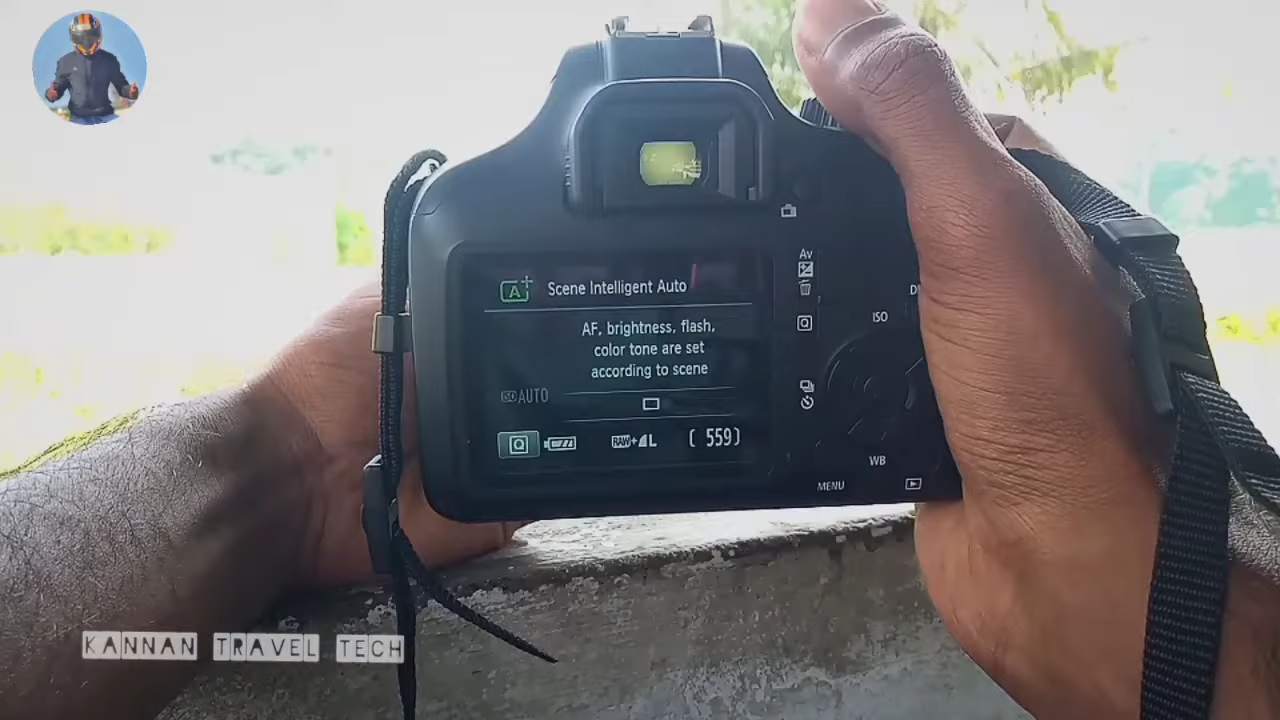 Av
A+ Scene Intelligent Auto
ISO
AF, brightness, flash,
color tone are set
according to scene
ISO AUTO
Q
Q
RAW+L
[ 559]
WB
MENU
KANNAN TRAVEL TECH